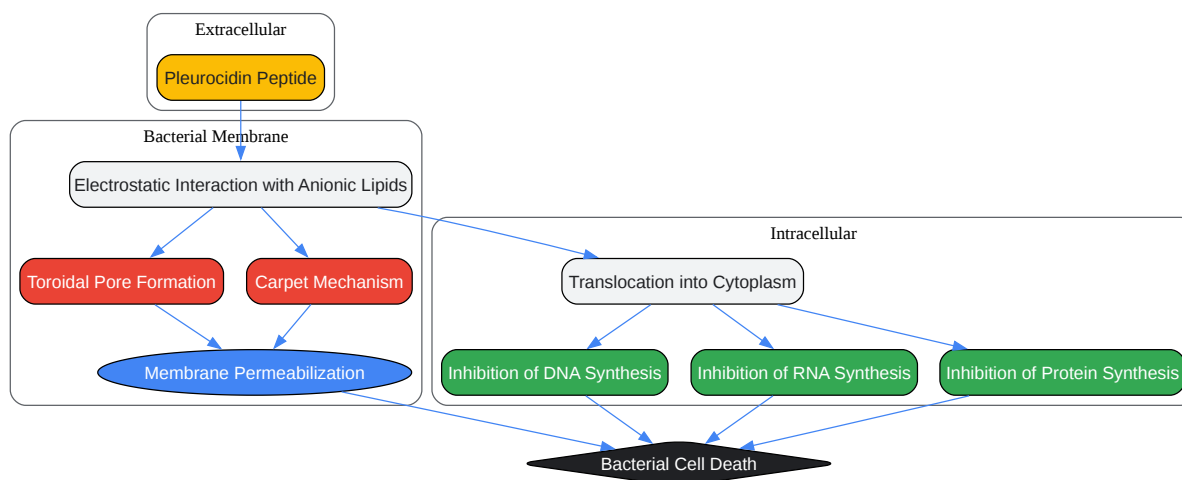 Extracellular
Pleurocidin Peptide
Bacterial Membrane
Electrostatic Interaction with Anionic Lipids
Intracellular
Toroidal Pore Formation
Carpet Mechanism
Translocation into Cytoplasm
Membrane Permeabilization
Inhibition of DNA Synthesis
Inhibition of RNA Synthesis
Inhibition of Protein Synthesis
Bacterial Cell Death